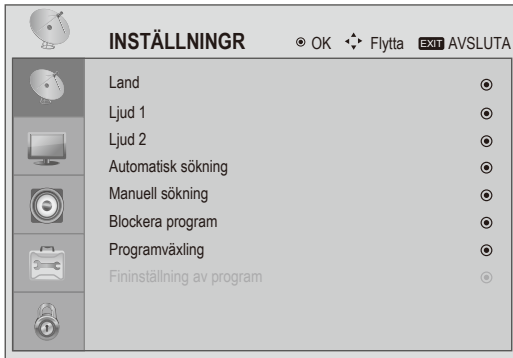 INSTÄLLNINGR OK Flytta EXIT AVSLUTA
Land
Ljud 1
Ljud 2
Automatisk sökning
Manuell sökning
Blockera program
Programväxling
Fininställning av program